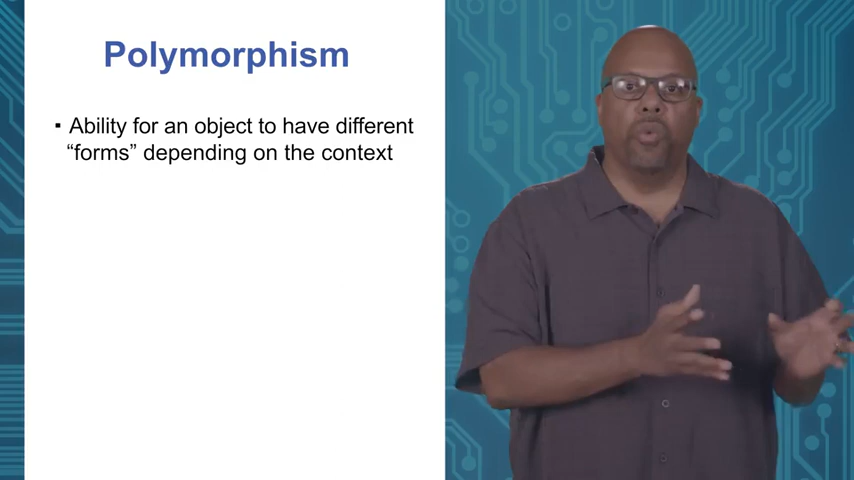 Polymorphism
▪ Ability for an object to have different
“forms” depending on the context